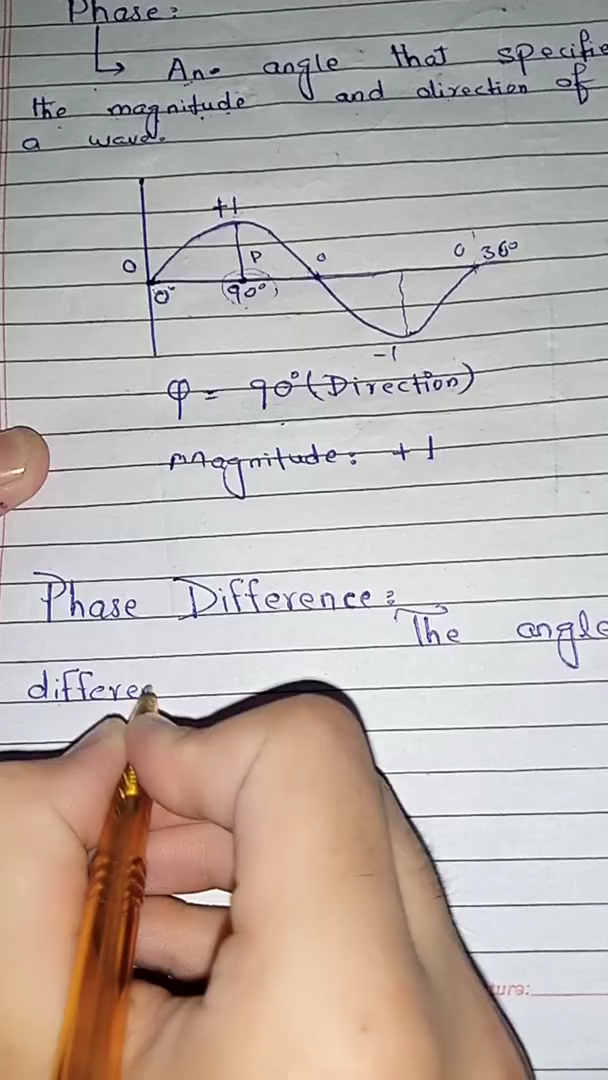 Phase:
An angle that specifie
the magnitude and direction of
a wave.
+1
P
0 0 0 360
0° 90°
-1
φ = 90° (Direction)
Magnitude: +1
Phase Difference:
The angle
differe
ture: